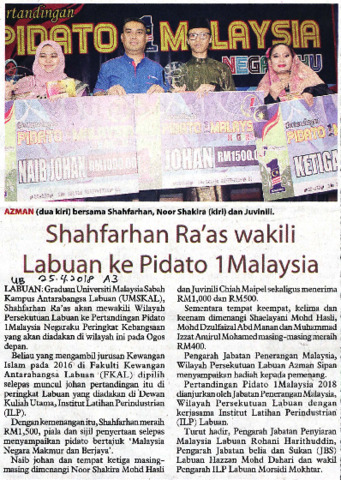 ertandingan
PIDATO 1MALAYSIA
NEGARAKU
PIDATO 1MALAYSIA
NAIB JOHAN RM1000.00
JOHAN RM1500.
KETIGA
AZMAN (dua kiri) bersama Shahfarhan, Noor Shakira (kiri) dan Juvinili.
Shahfarhan Ra'as wakili
Labuan ke Pidato 1Malaysia
UB 25.4.2018 A3
LABUAN: Gradum Universiti Malaysia Sabah
Kampus Antarabangsa Labuan (UMSKAL),
Shahfarhan Ra'as akan mewakili Wilayah
Persekutuan Labuan ke Pertandingan Pidato
1Malaysia Neguraku Peringkat Kebangsaan
yang akan diadakan di wilayah ini pada Ogos
depan.
Beliau yang mengambil jurusan Kewangan
Islam pada 2016 di Fakulti Kewangan
Antarabangsa Labuan (FKAL) dipilih
selepas muncul johan pertandingan itu di
peringkat Labuan yang diadakan di Dewan
Kuliah Utama, Institut Latihan Perindustrian
(ILP).
Dengan kemenangan itu, Shahfarhan meraih
RM1,500, piala dan sijil penyertaan selepas
menyampaikan pidato bertajuk 'Malaysia
Negara Makmur dan Berjaya'.
Naib johan dan tempat ketiga masing-
masing dimenangi Noor Shakira Mohd Hasli
dan Juvinili Chiah Maipel sekaligus menerima
RM1,000 dan RM500.
Sementara tempat keempat, kelima dan
keenam dimenangi Shaelayani Mohd Hasli,
Mohd Dzulfaizal Abd Manan dan Muhammad
Izzat Amirul Mohamed masing-masing meraih
RM400.
Pengarah Jabatan Penerangan Malaysia,
Wilayah Persekutuan Labuan Azman Sipan
menyampaikan hadiah kepada pemenang.
Pertandingan Pidato 1Malaysia 2018
dianjurkan oleh Jabatan Penerangan Malaysia,
Wilayah Persekutuan Labuan dengan
kerjasama Institut Latihan Perindustrian
(ILP) Labuan.
Turut hadir, Pengarah Jabatan Penyiaran
Malaysia Labuan Rohani Harithuddin,
Pengarah Jabatan belia dan Sukan (JBS)
Labuan Hazzan Mohd Dahari dan wakil
Pengarah ILP Labuan Morsidi Mokhtar.